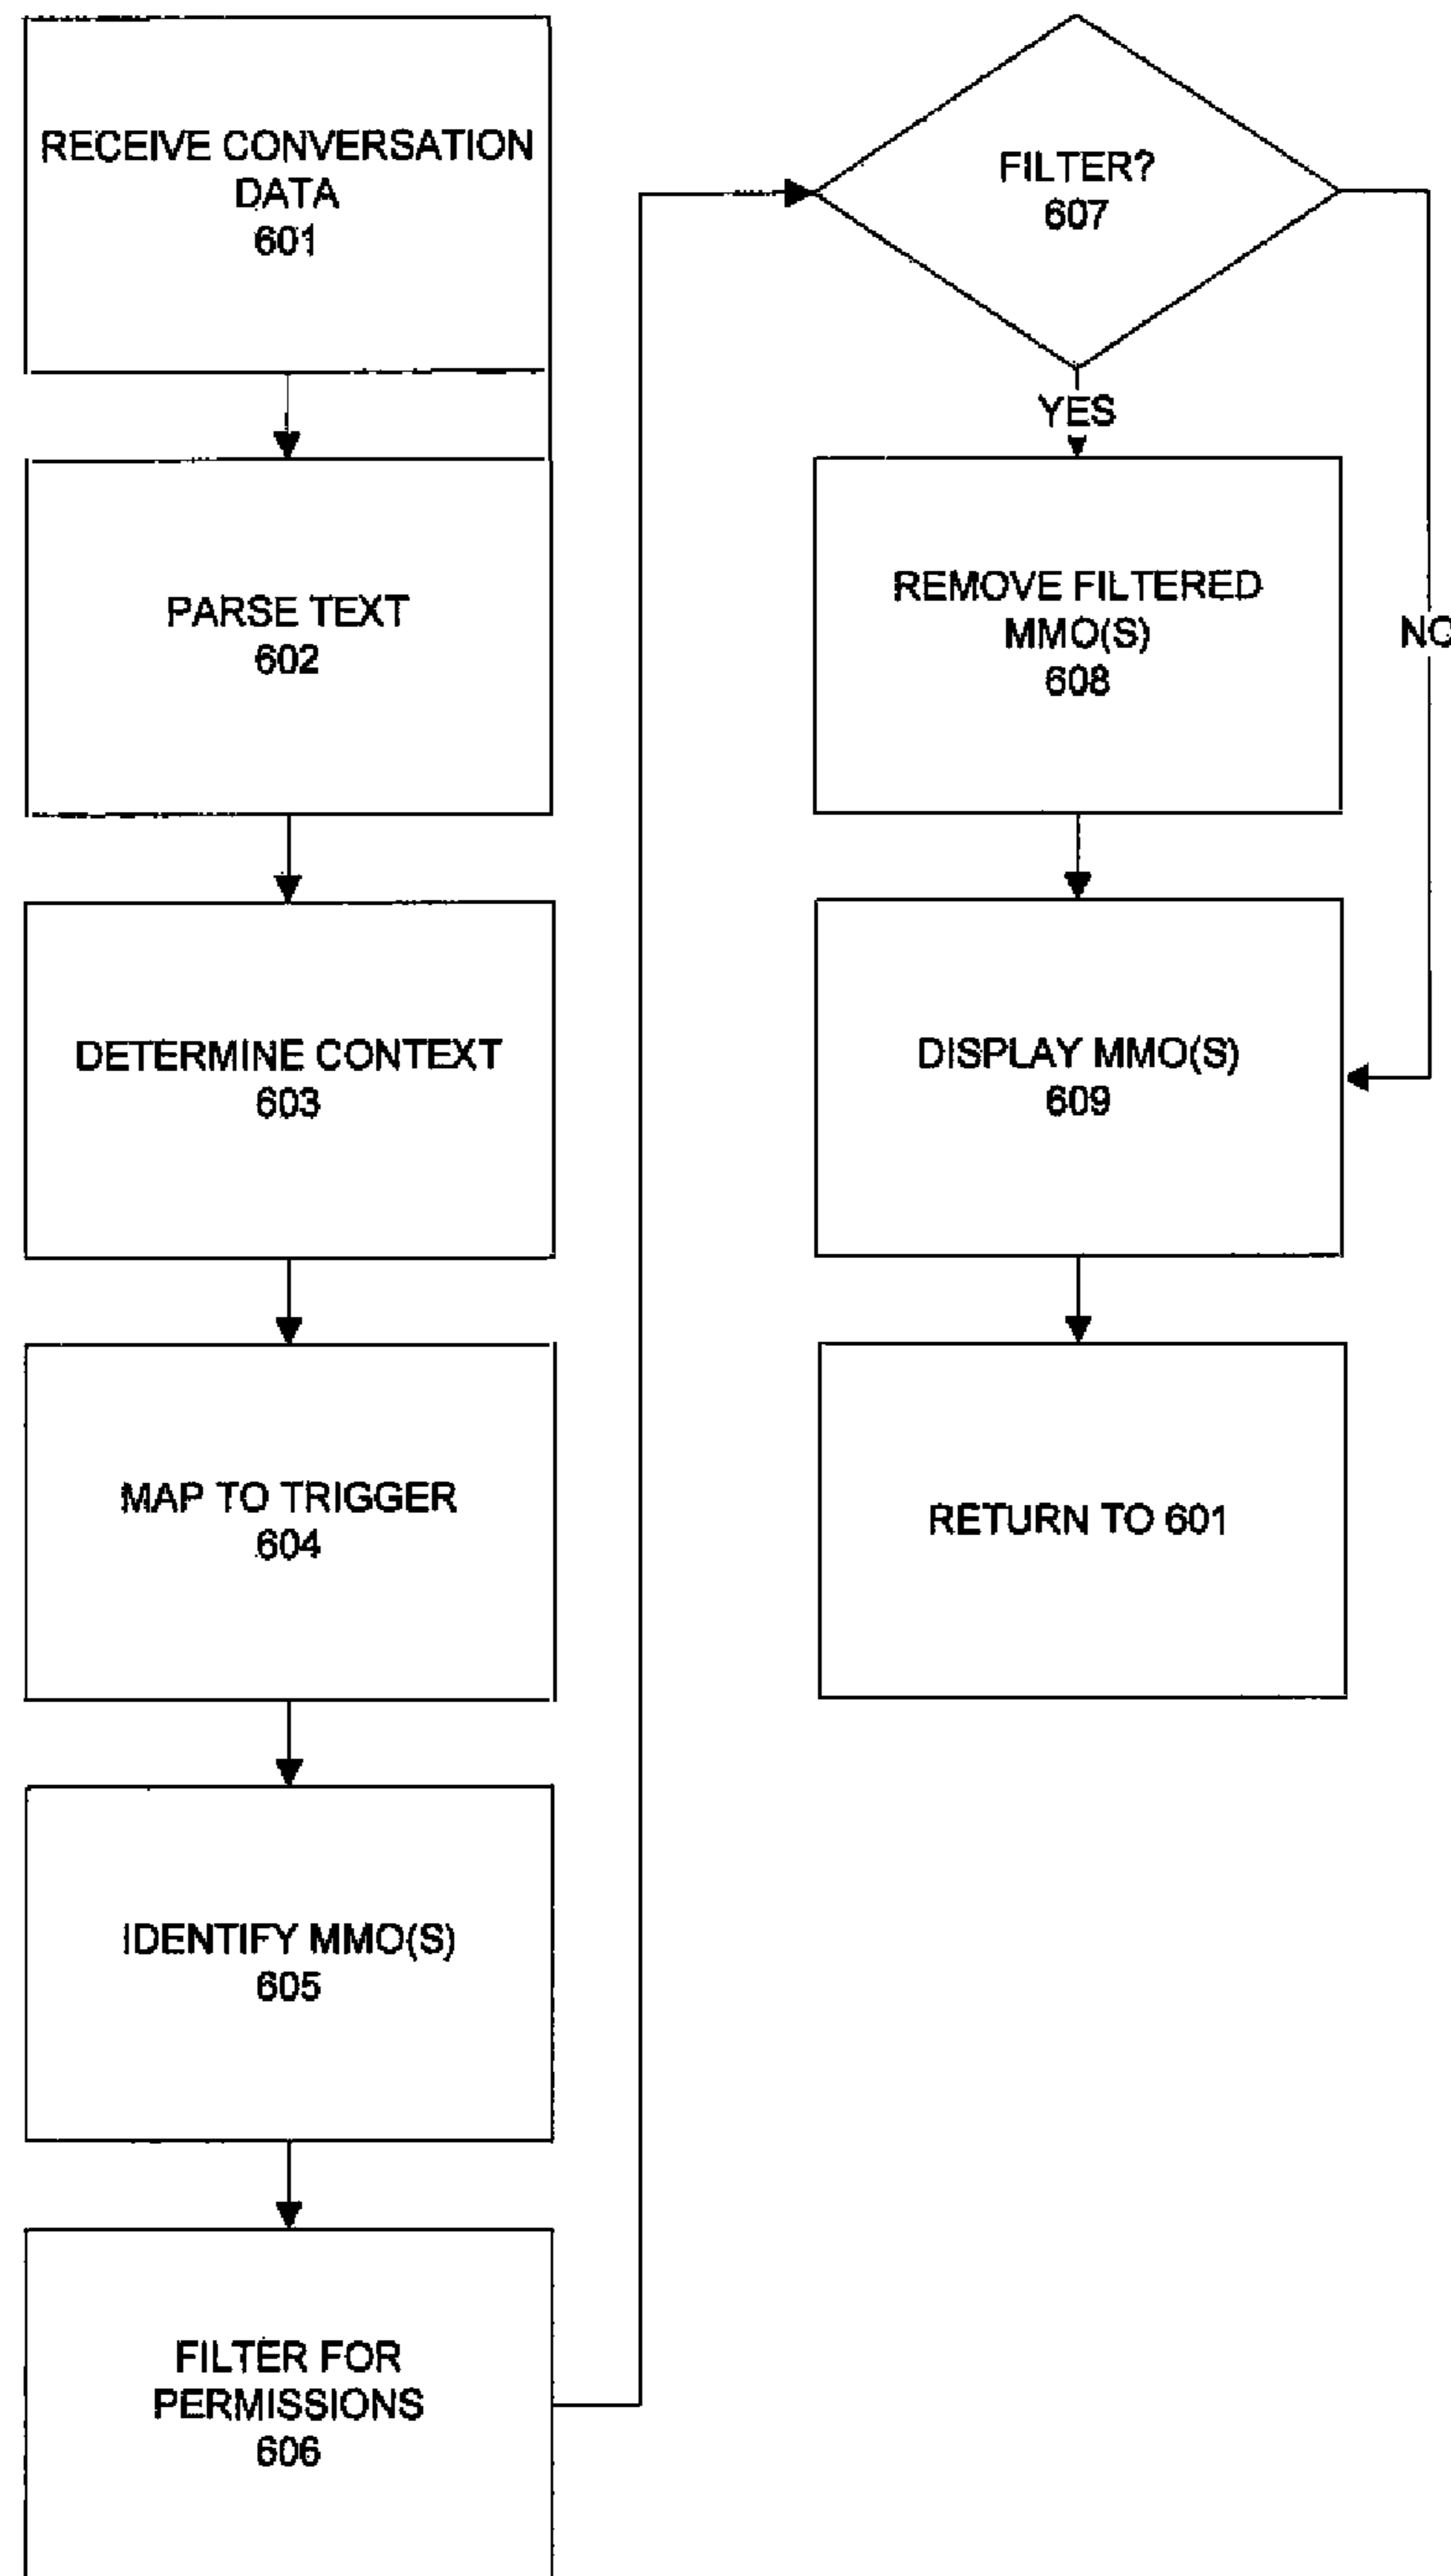 RECEIVE CONVERSATION
DATA
601
PARSE TEXT
602
DETERMINE CONTEXT
603
MAP TO TRIGGER
604
IDENTIFY MMO(S)
605
FILTER FOR
PERMISSIONS
606
FILTER?
607
YES
NO
REMOVE FILTERED
MMO(S)
608
DISPLAY MMO(S)
609
RETURN TO 601